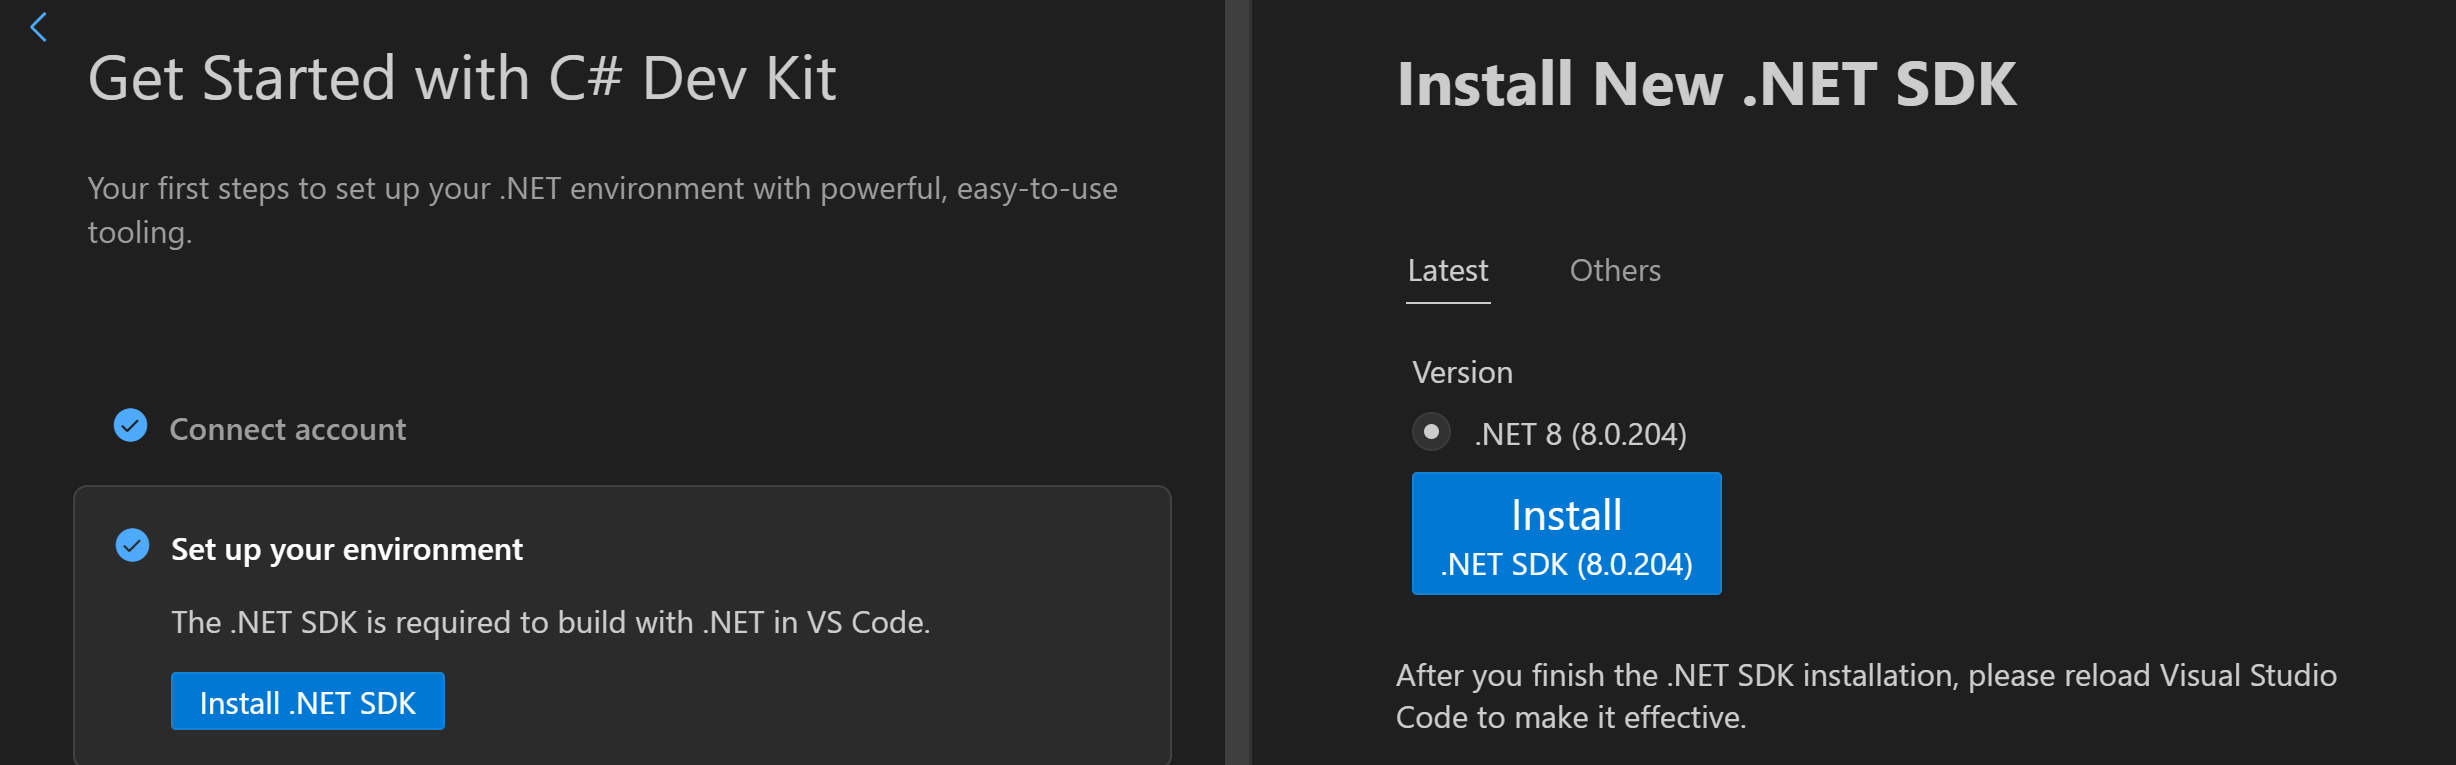 Get Started with C# Dev Kit
Your first steps to set up your .NET environment with powerful, easy-to-use
tooling.
Connect account
Set up your environment
The .NET SDK is required to build with .NET in VS Code.
Install .NET SDK
Install New .NET SDK
Latest
Others
Version
.NET 8 (8.0.204)
Install
.NET SDK (8.0.204)
After you finish the .NET SDK installation, please reload Visual Studio
Code to make it effective.